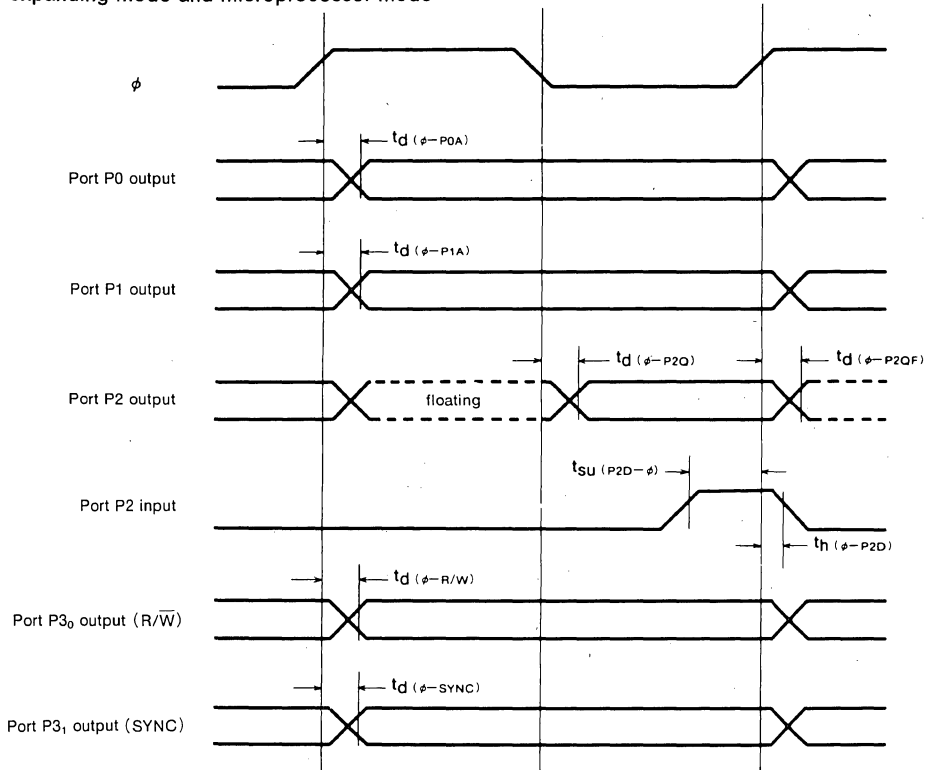 expanding mode and microprocessor mode
ϕ
td (ϕ−P0A)
Port P0 output
td (ϕ−P1A)
Port P1 output
td (ϕ−P2Q)
td (ϕ−P2QF)
Port P2 output
floating
tsu (P2D−ϕ)
Port P2 input
th (ϕ−P2D)
td (ϕ−R/W)
Port P3₀ output (R/W̅)
td (ϕ−SYNC)
Port P3₁ output (SYNC)